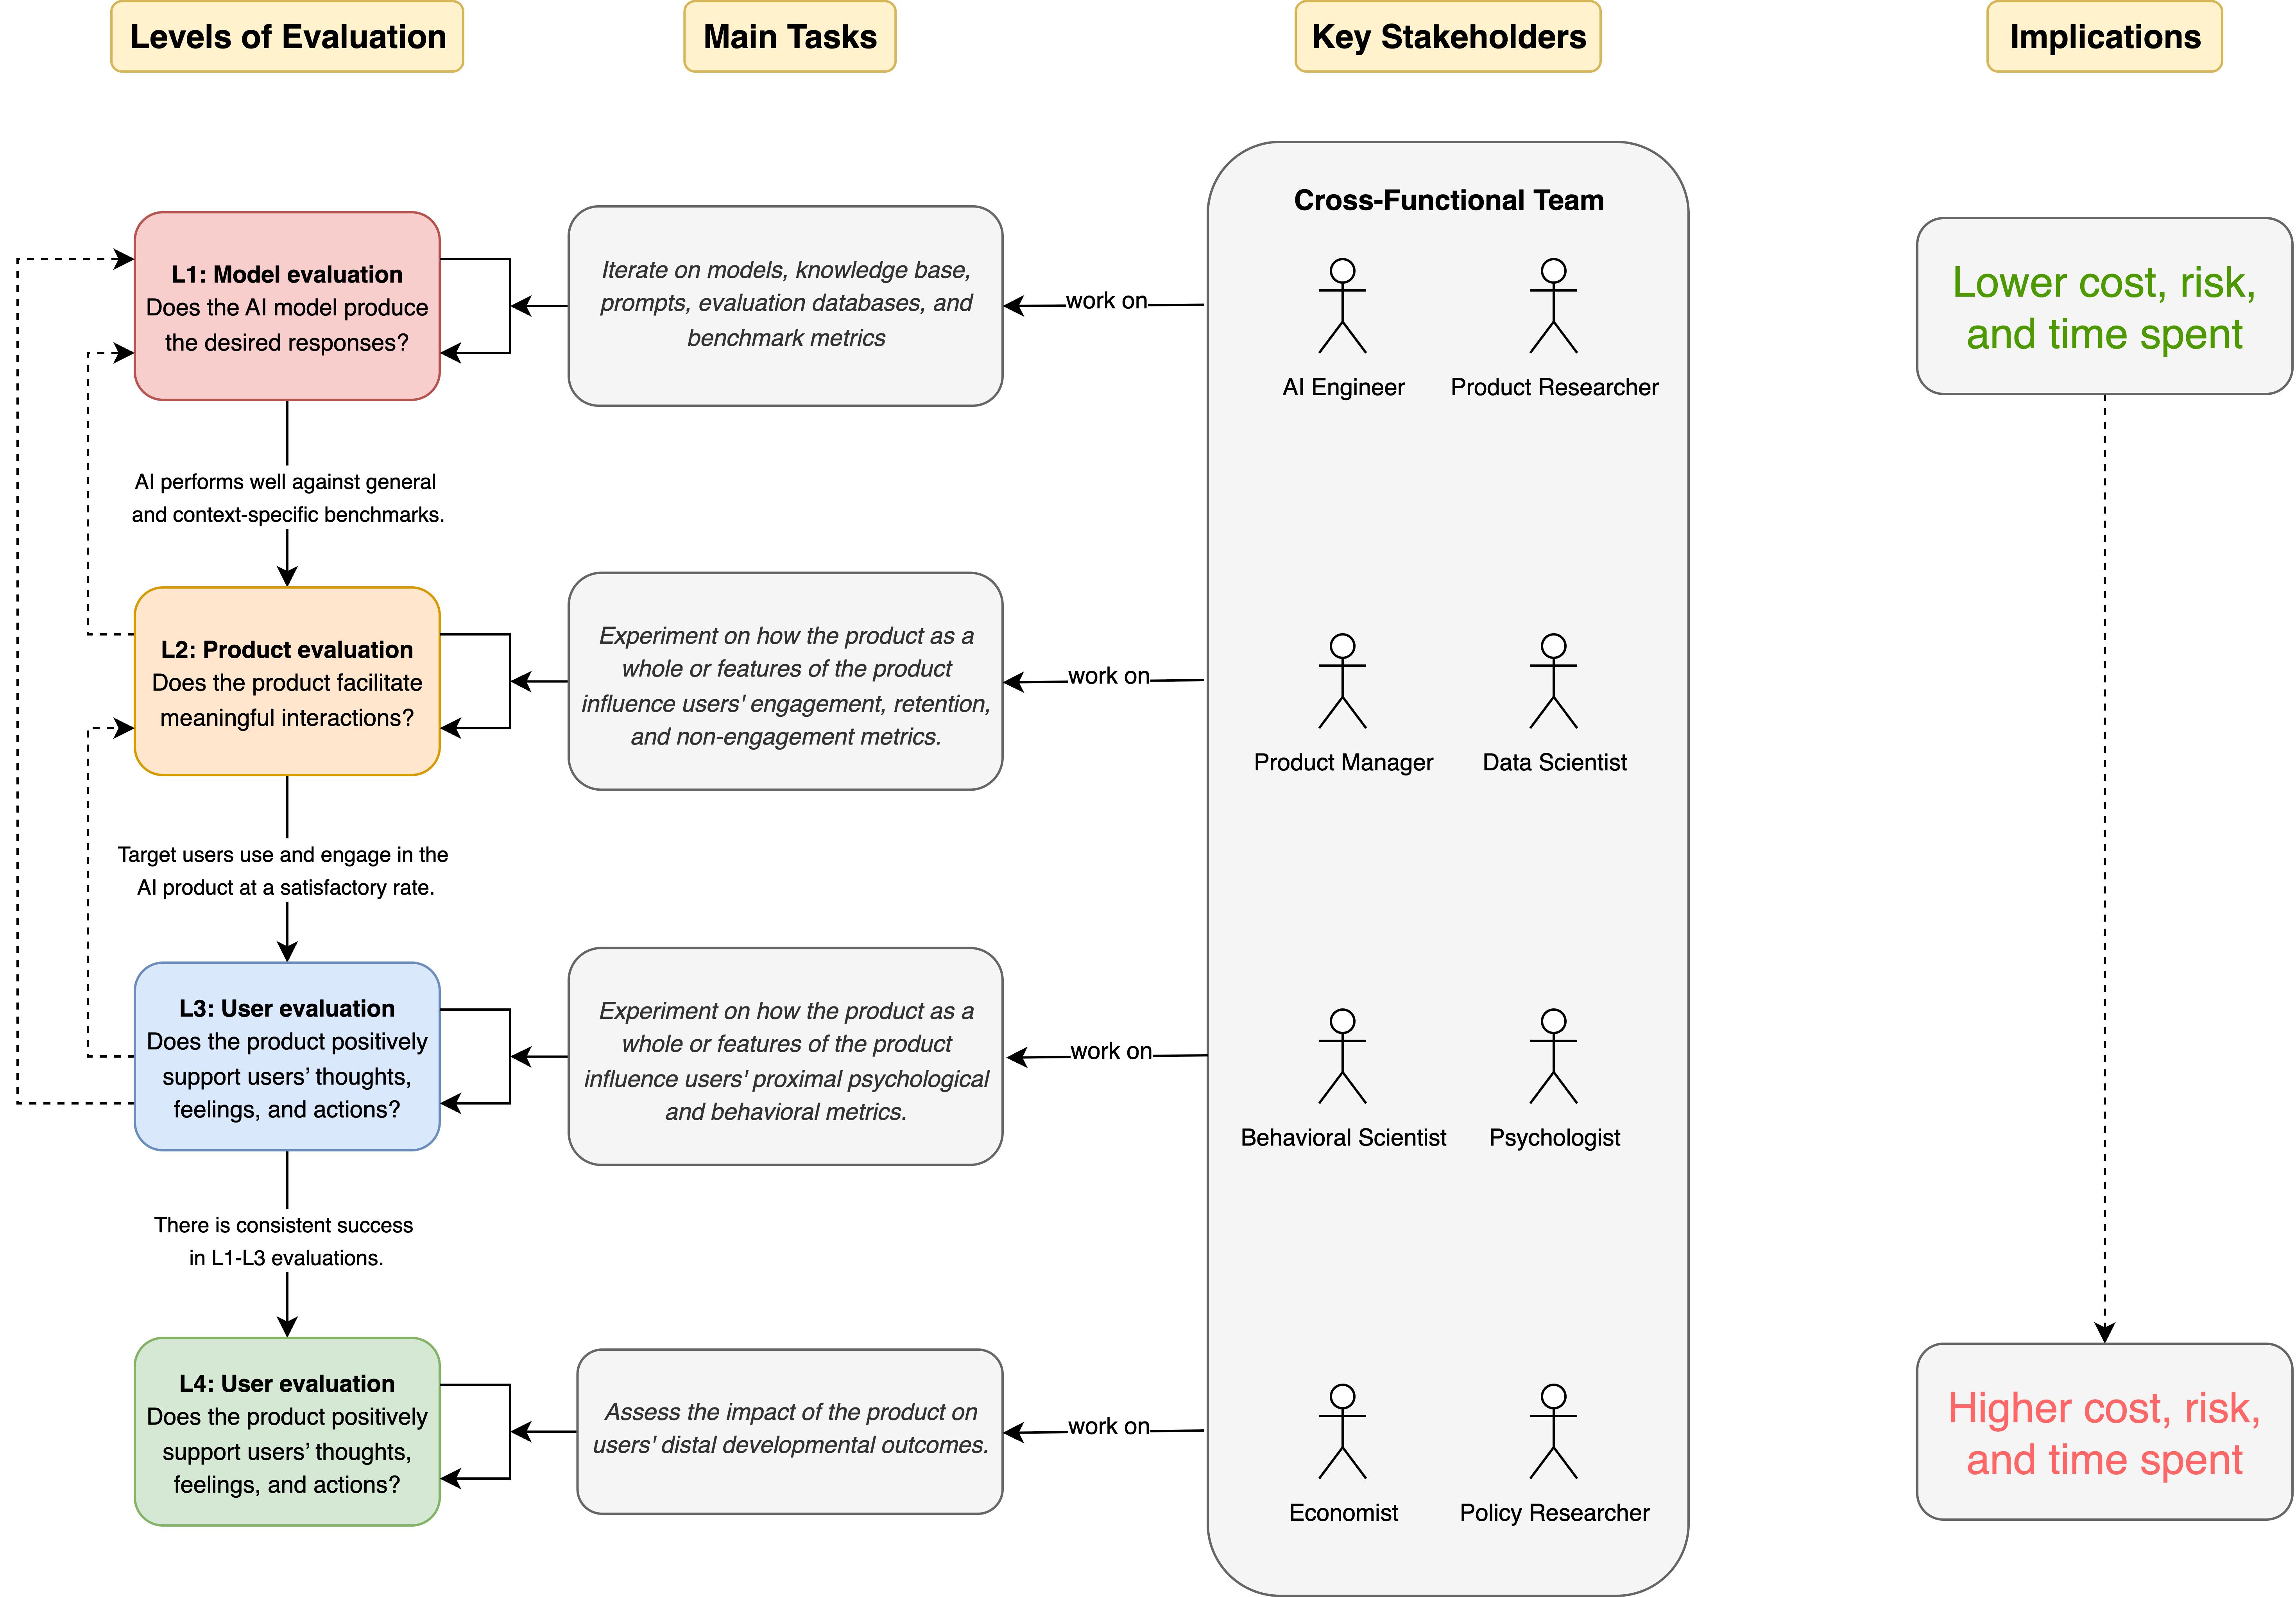 Levels of Evaluation
Main Tasks
Key Stakeholders
Implications
L1: Model evaluation
Does the AI model produce
the desired responses?
Iterate on models, knowledge base,
prompts, evaluation databases, and
benchmark metrics
work on
Cross-Functional Team
AI Engineer
Product Researcher
Lower cost, risk,
and time spent
AI performs well against general
and context-specific benchmarks.
L2: Product evaluation
Does the product facilitate
meaningful interactions?
Experiment on how the product as a
whole or features of the product
influence users' engagement, retention,
and non-engagement metrics.
work on
Product Manager
Data Scientist
Target users use and engage in the
AI product at a satisfactory rate.
L3: User evaluation
Does the product positively
support users’ thoughts,
feelings, and actions?
Experiment on how the product as a
whole or features of the product
influence users' proximal psychological
and behavioral metrics.
work on
Behavioral Scientist
Psychologist
There is consistent success
in L1-L3 evaluations.
L4: User evaluation
Does the product positively
support users’ thoughts,
feelings, and actions?
Assess the impact of the product on
users' distal developmental outcomes.
work on
Economist
Policy Researcher
Higher cost, risk,
and time spent